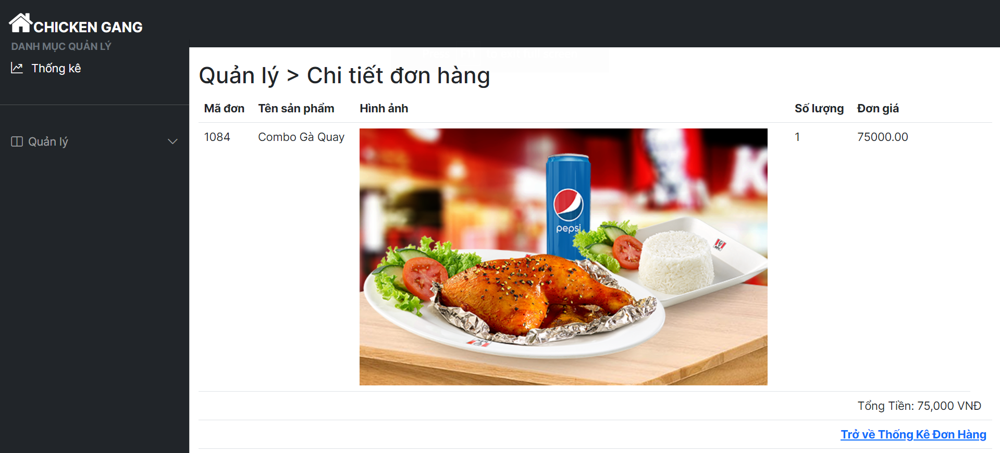 CHICKEN GANG
DANH MỤC QUẢN LÝ
Thống kê
Quản lý
Quản lý > Chi tiết đơn hàng
Mã đơn Tên sản phẩm Hình ảnh Số lượng Đơn giá
1084 Combo Gà Quay 1 75000.00
pepsi
Tổng Tiền: 75,000 VNĐ
Trở về Thống Kê Đơn Hàng